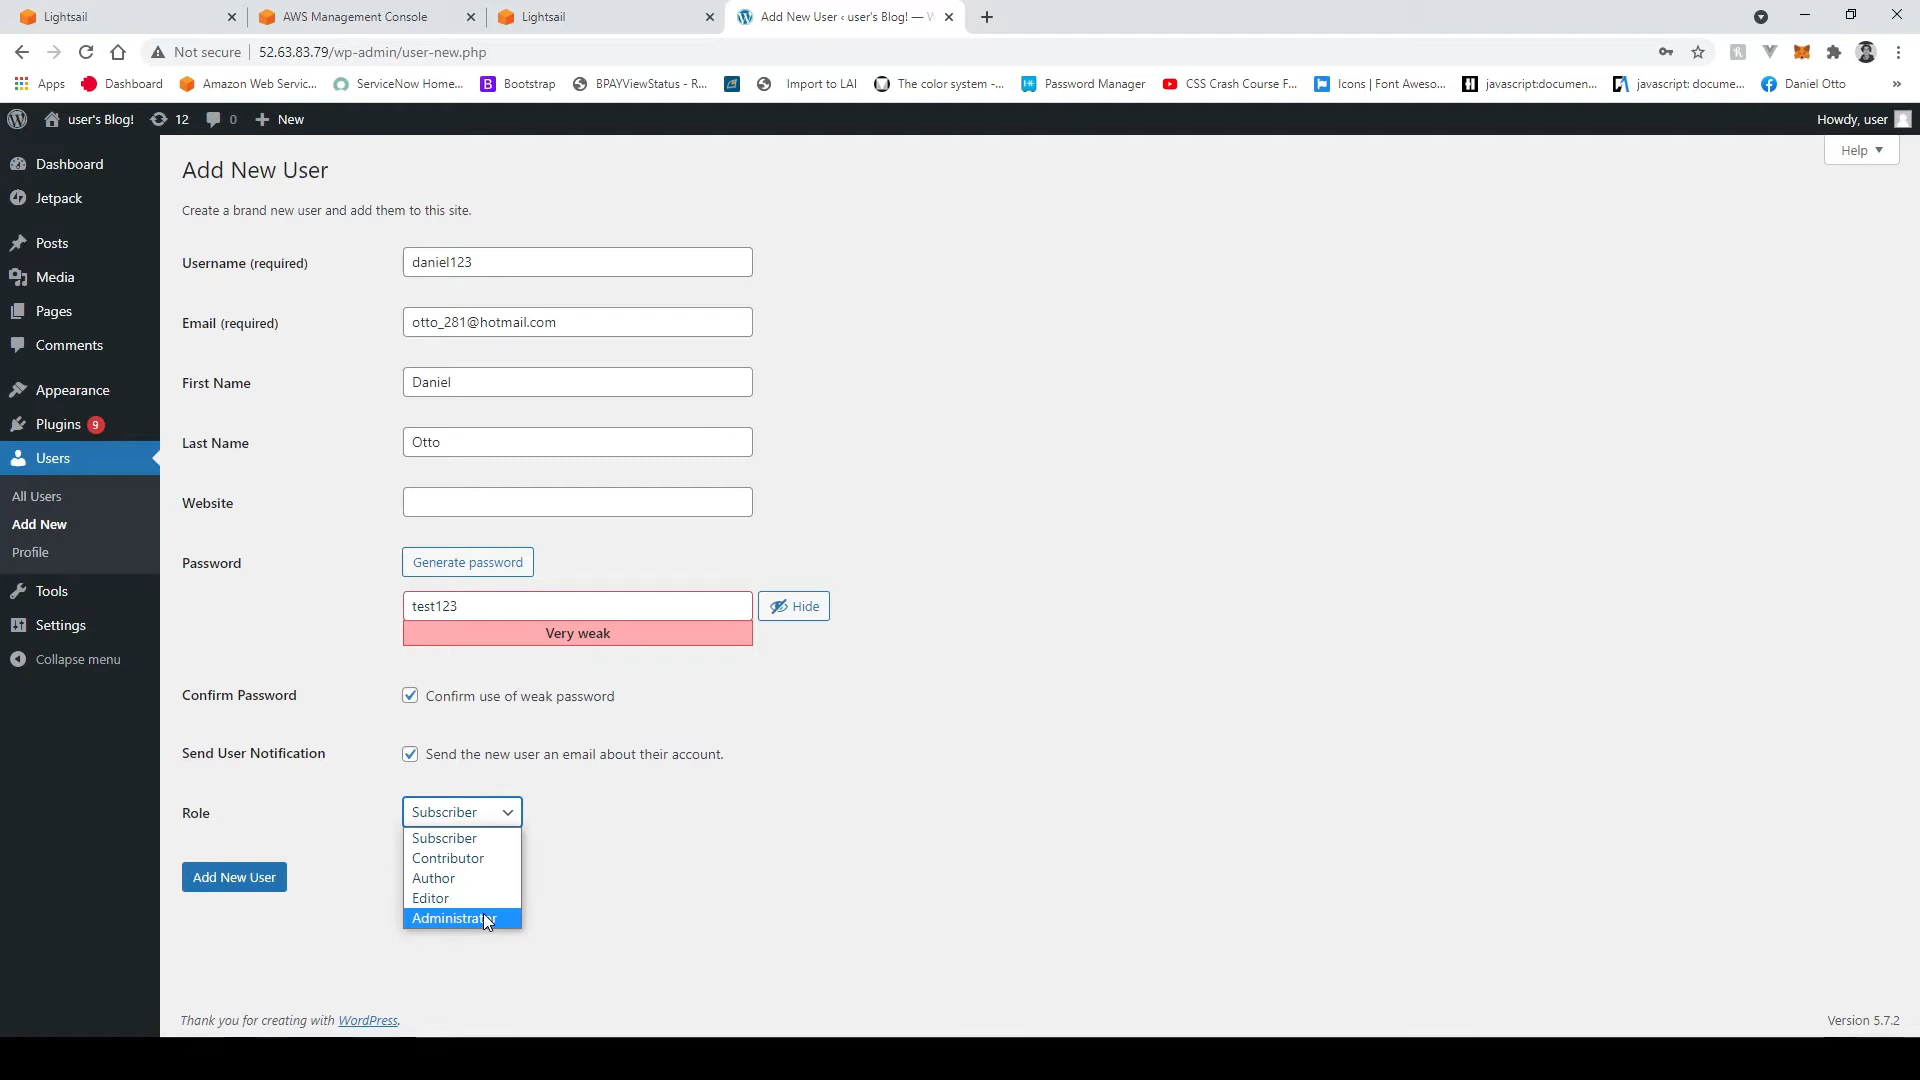 Lightsail
AWS Management Console
Lightsail
Add New User ‹ user's Blog! — W
Not secure
52.63.83.79/wp-admin/user-new.php
Apps
Dashboard
Amazon Web Servic...
ServiceNow Home...
Bootstrap
BPAYViewStatus - R...
Import to LAI
The color system -...
Password Manager
CSS Crash Course F...
Icons | Font Aweso...
javascript:documen...
javascript: docume...
Daniel Otto
»
user's Blog!
12
0
New
Howdy, user
Help
Dashboard
Jetpack
Posts
Media
Pages
Comments
Appearance
Plugins 9
Users
All Users
Add New
Profile
Tools
Settings
Collapse menu
Add New User
Create a brand new user and add them to this site.
Username (required)
daniel123
Email (required)
otto_281@hotmail.com
First Name
Daniel
Last Name
Otto
Website
Password
Generate password
test123
Hide
Very weak
Confirm Password
Confirm use of weak password
Send User Notification
Send the new user an email about their account.
Role
Subscriber
Subscriber
Contributor
Author
Editor
Administrator
Add New User
Thank you for creating with WordPress.
Version 5.7.2